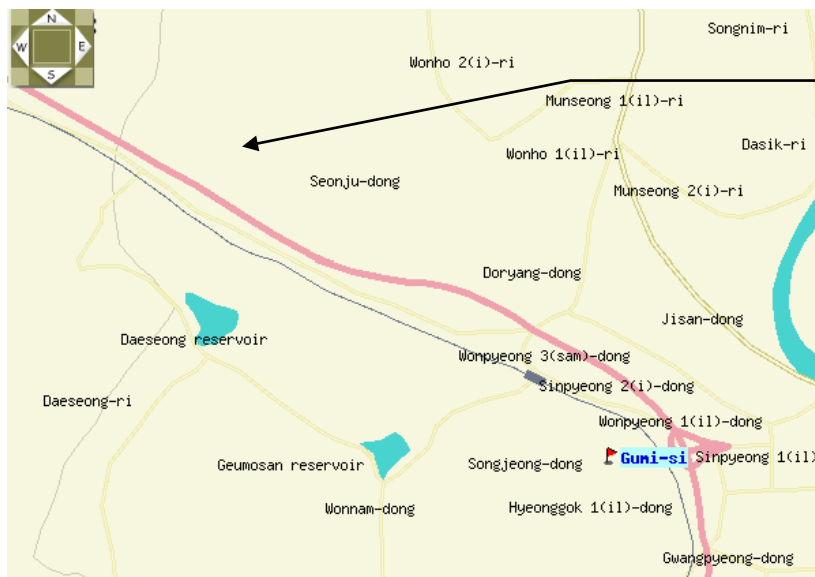 N
W E
S
Songnim-ri
Wonho 2(i)-ri
Munseong 1(il)-ri
Dasik-ri
Wonho 1(il)-ri
Seonju-dong
Munseong 2(i)-ri
Doryang-dong
Jisan-dong
Daeseong reservoir
Wonpyeong 3(sam)-dong
Sinpyeong 2(i)-dong
Daeseong-ri
Wonpyeong 1(il)-dong
Geumosan reservoir
Songjeong-dong
Gumi-si
Sinpyeong 1(il)
Wonnam-dong
Hyeonggok 1(il)-dong
Gwangpyeong-dong